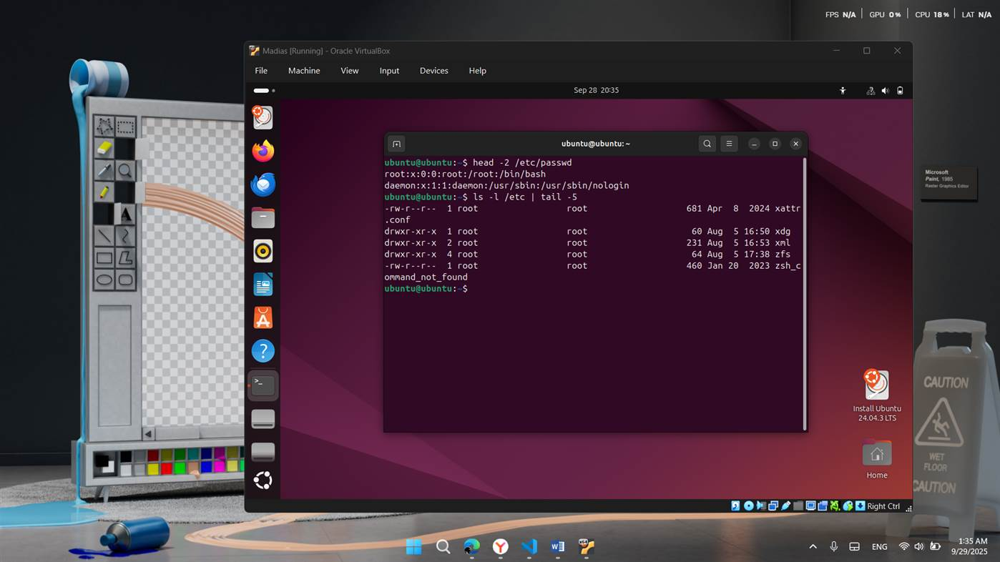 FPS N/A GPU 0% CPU 18% LAT N/A
Madias [Running] - Oracle VirtualBox
File Machine View Input Devices Help
Sep 28 20:35
ubuntu@ubuntu: ~
ubuntu@ubuntu:~$ head -2 /etc/passwd
root:x:0:0:root:/root:/bin/bash
daemon:x:1:1:daemon:/usr/sbin:/usr/sbin/nologin
ubuntu@ubuntu:~$ ls -l /etc | tail -5
-rw-r--r-- 1 root root 681 Apr 8 2024 xattr
.conf
drwxr-xr-x 1 root root 60 Aug 5 16:50 xdg
drwxr-xr-x 2 root root 231 Aug 5 16:53 xml
drwxr-xr-x 4 root root 64 Aug 5 17:38 zfs
-rw-r--r-- 1 root root 460 Jan 20 2023 zsh_c
ommand_not_found
ubuntu@ubuntu:~$
Install Ubuntu
24.04.3 LTS
Home
Right Ctrl
A
Microsoft
Paint, 1985
Raster Graphics Editor
CAUTION
WET
FLOOR
CAUTION
ENG
1:35 AM
9/29/2025